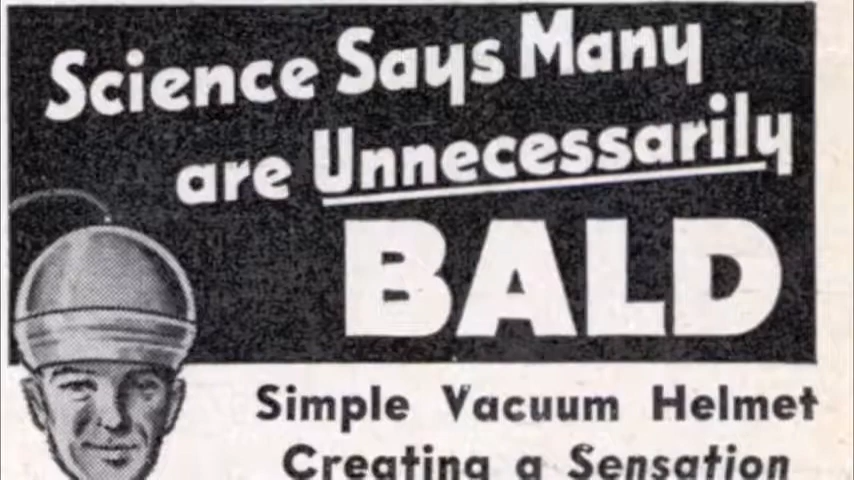 Science Says Many
are Unnecessarily
BALD
Simple Vacuum Helmet
Creating a Sensation